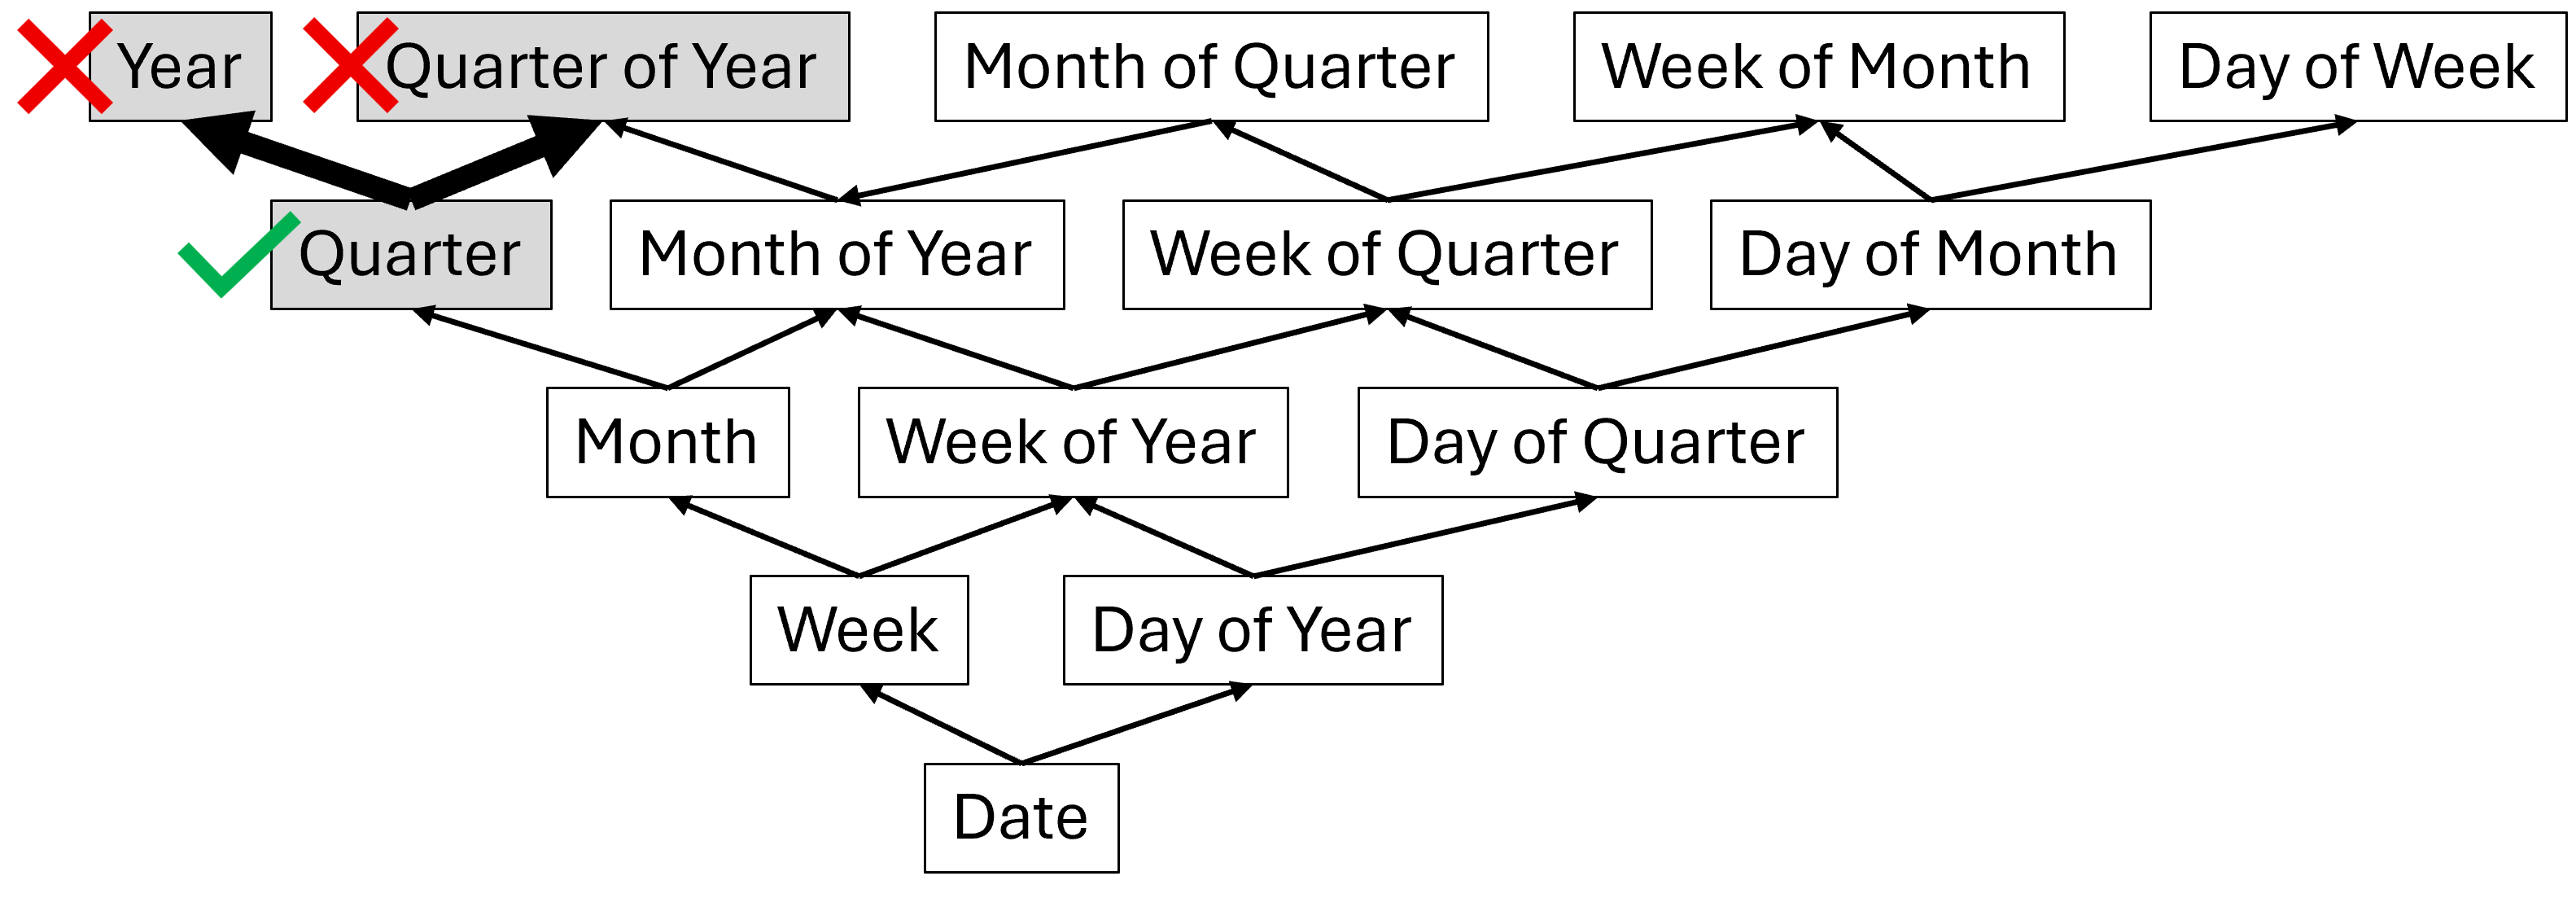 Year
Quarter of Year
Month of Quarter
Week of Month
Day of Week
Quarter
Month of Year
Week of Quarter
Day of Month
Month
Week of Year
Day of Quarter
Week
Day of Year
Date